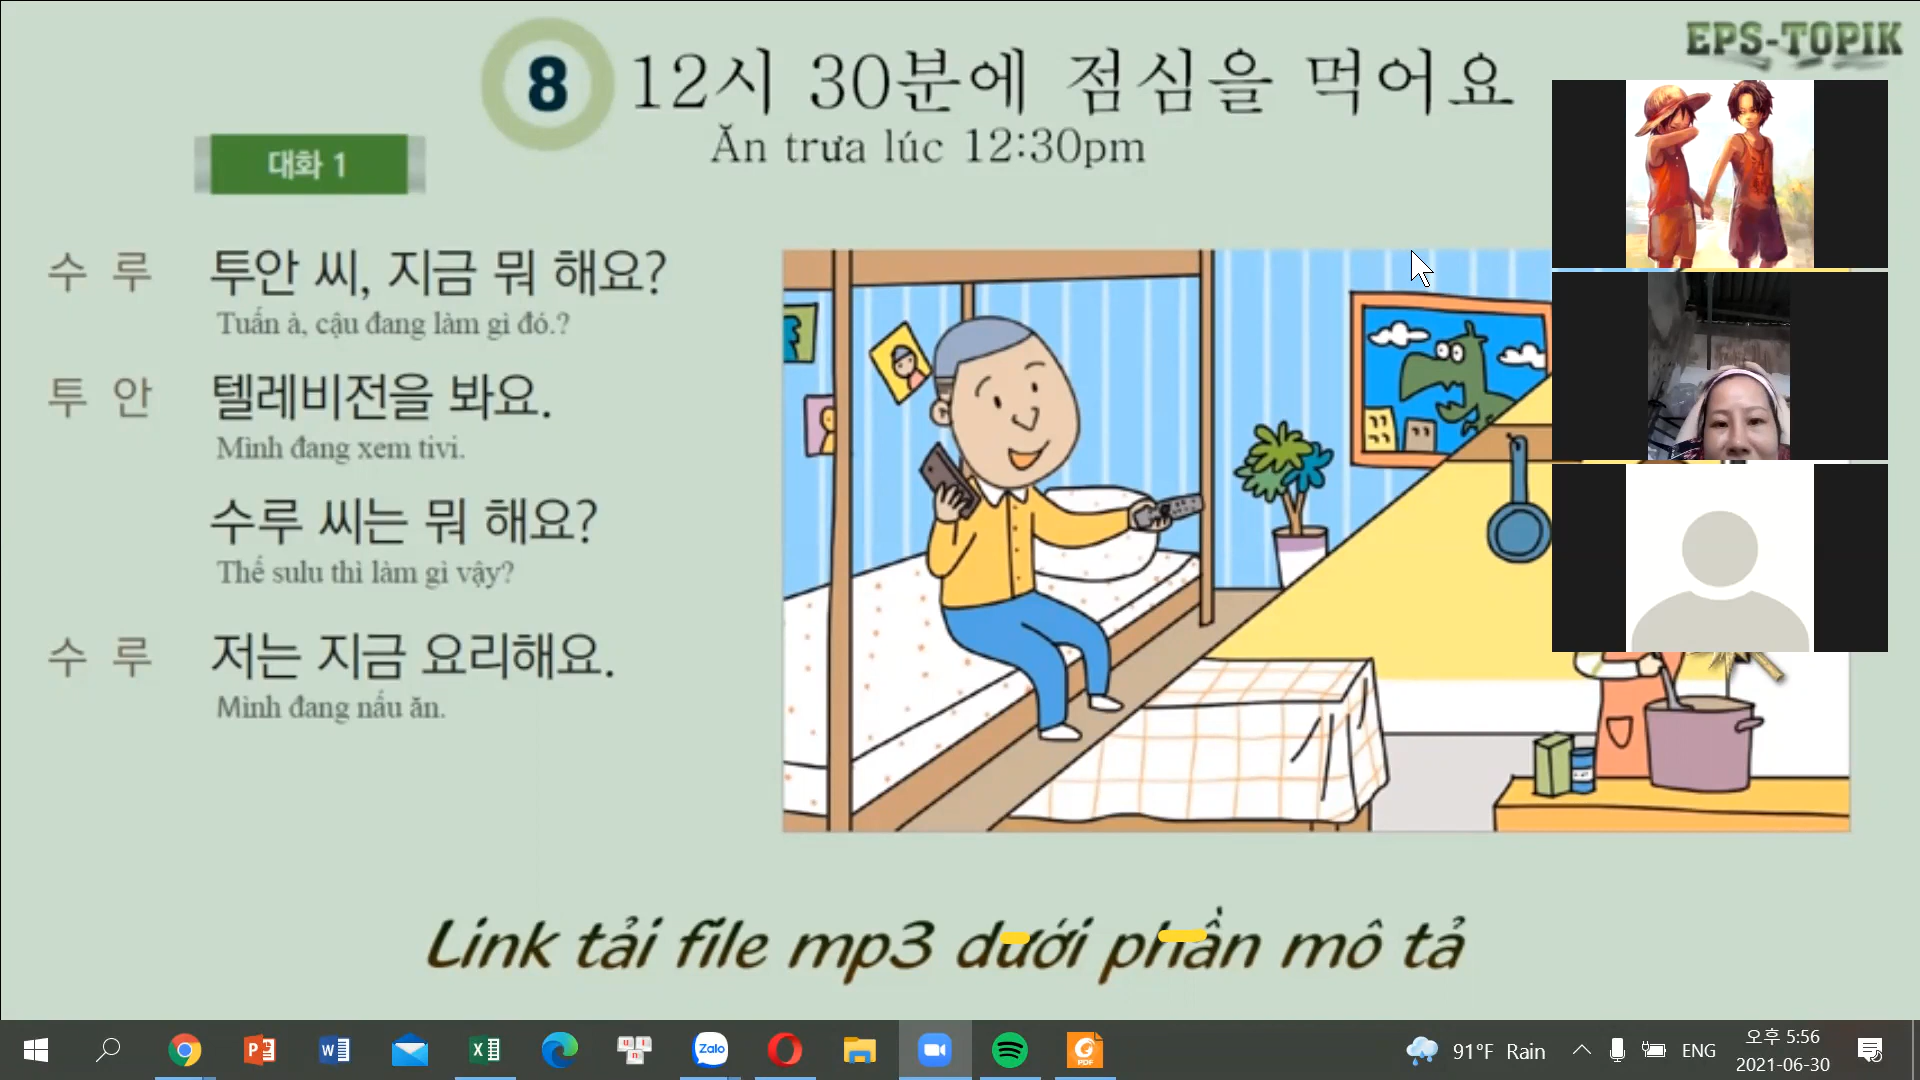 EPS-TOPIK
8 12시 30분에 점심을 먹어요
Ăn trưa lúc 12:30pm
대화 1
수 루 투안 씨, 지금 뭐 해요?
Tuấn à, cậu đang làm gì đó.?
투 안 텔레비전을 봐요.
Mình đang xem tivi.
수루 씨는 뭐 해요?
Thế sulu thì làm gì vậy?
수 루 저는 지금 요리해요.
Mình đang nấu ăn.
Link tải file mp3 dưới phần mô tả
Zalo
PDF
91°F Rain
ENG
오후 5:56
2021-06-30